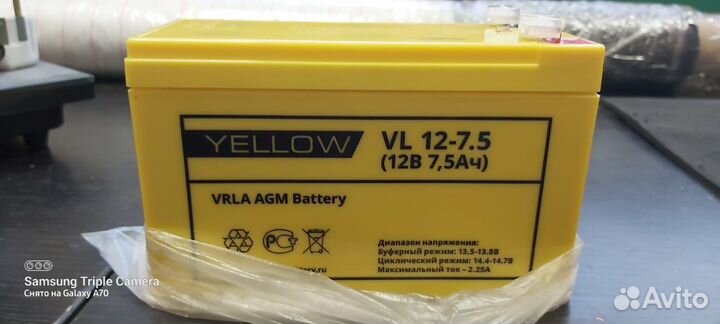 YELLOW
VL 12-7.5
(12В 7,5Ач)
VRLA AGM Battery
Диапазон напряжения:
Буферный режим: 13.5-13.8В
Циклический режим: 14.4-14.7В
Максимальный ток – 2.25А
Samsung Triple Camera
Снято на Galaxy A70
Avito